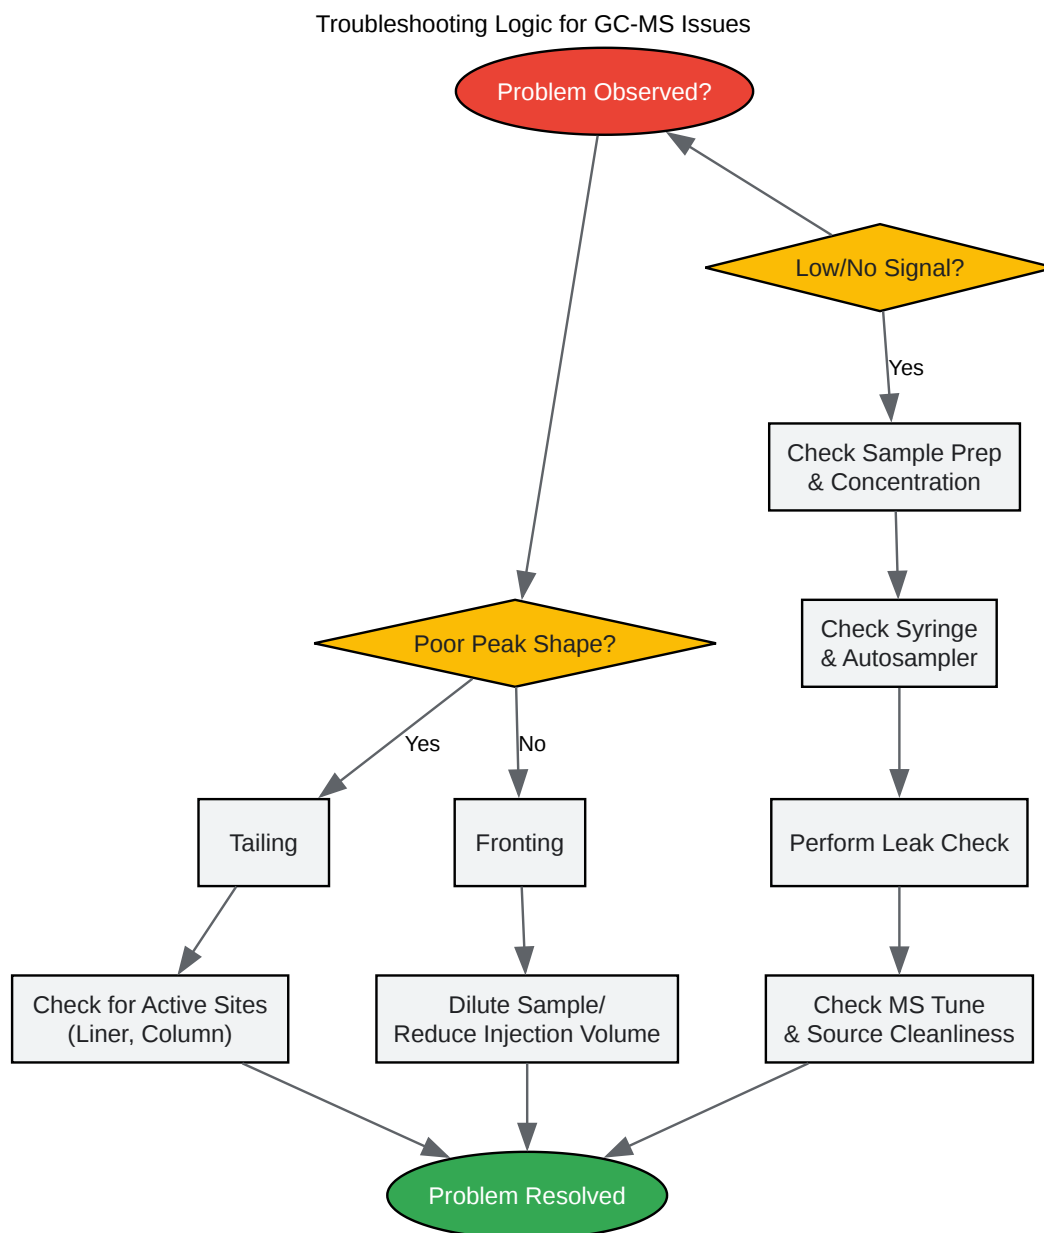 Troubleshooting Logic for GC-MS Issues
Problem Observed?
Low/No Signal?
Yes
Check Sample Prep
& Concentration
Check Syringe
& Autosampler
Poor Peak Shape?
Yes
No
Tailing
Fronting
Perform Leak Check
Check for Active Sites
(Liner, Column)
Dilute Sample/
Reduce Injection Volume
Check MS Tune
& Source Cleanliness
Problem Resolved